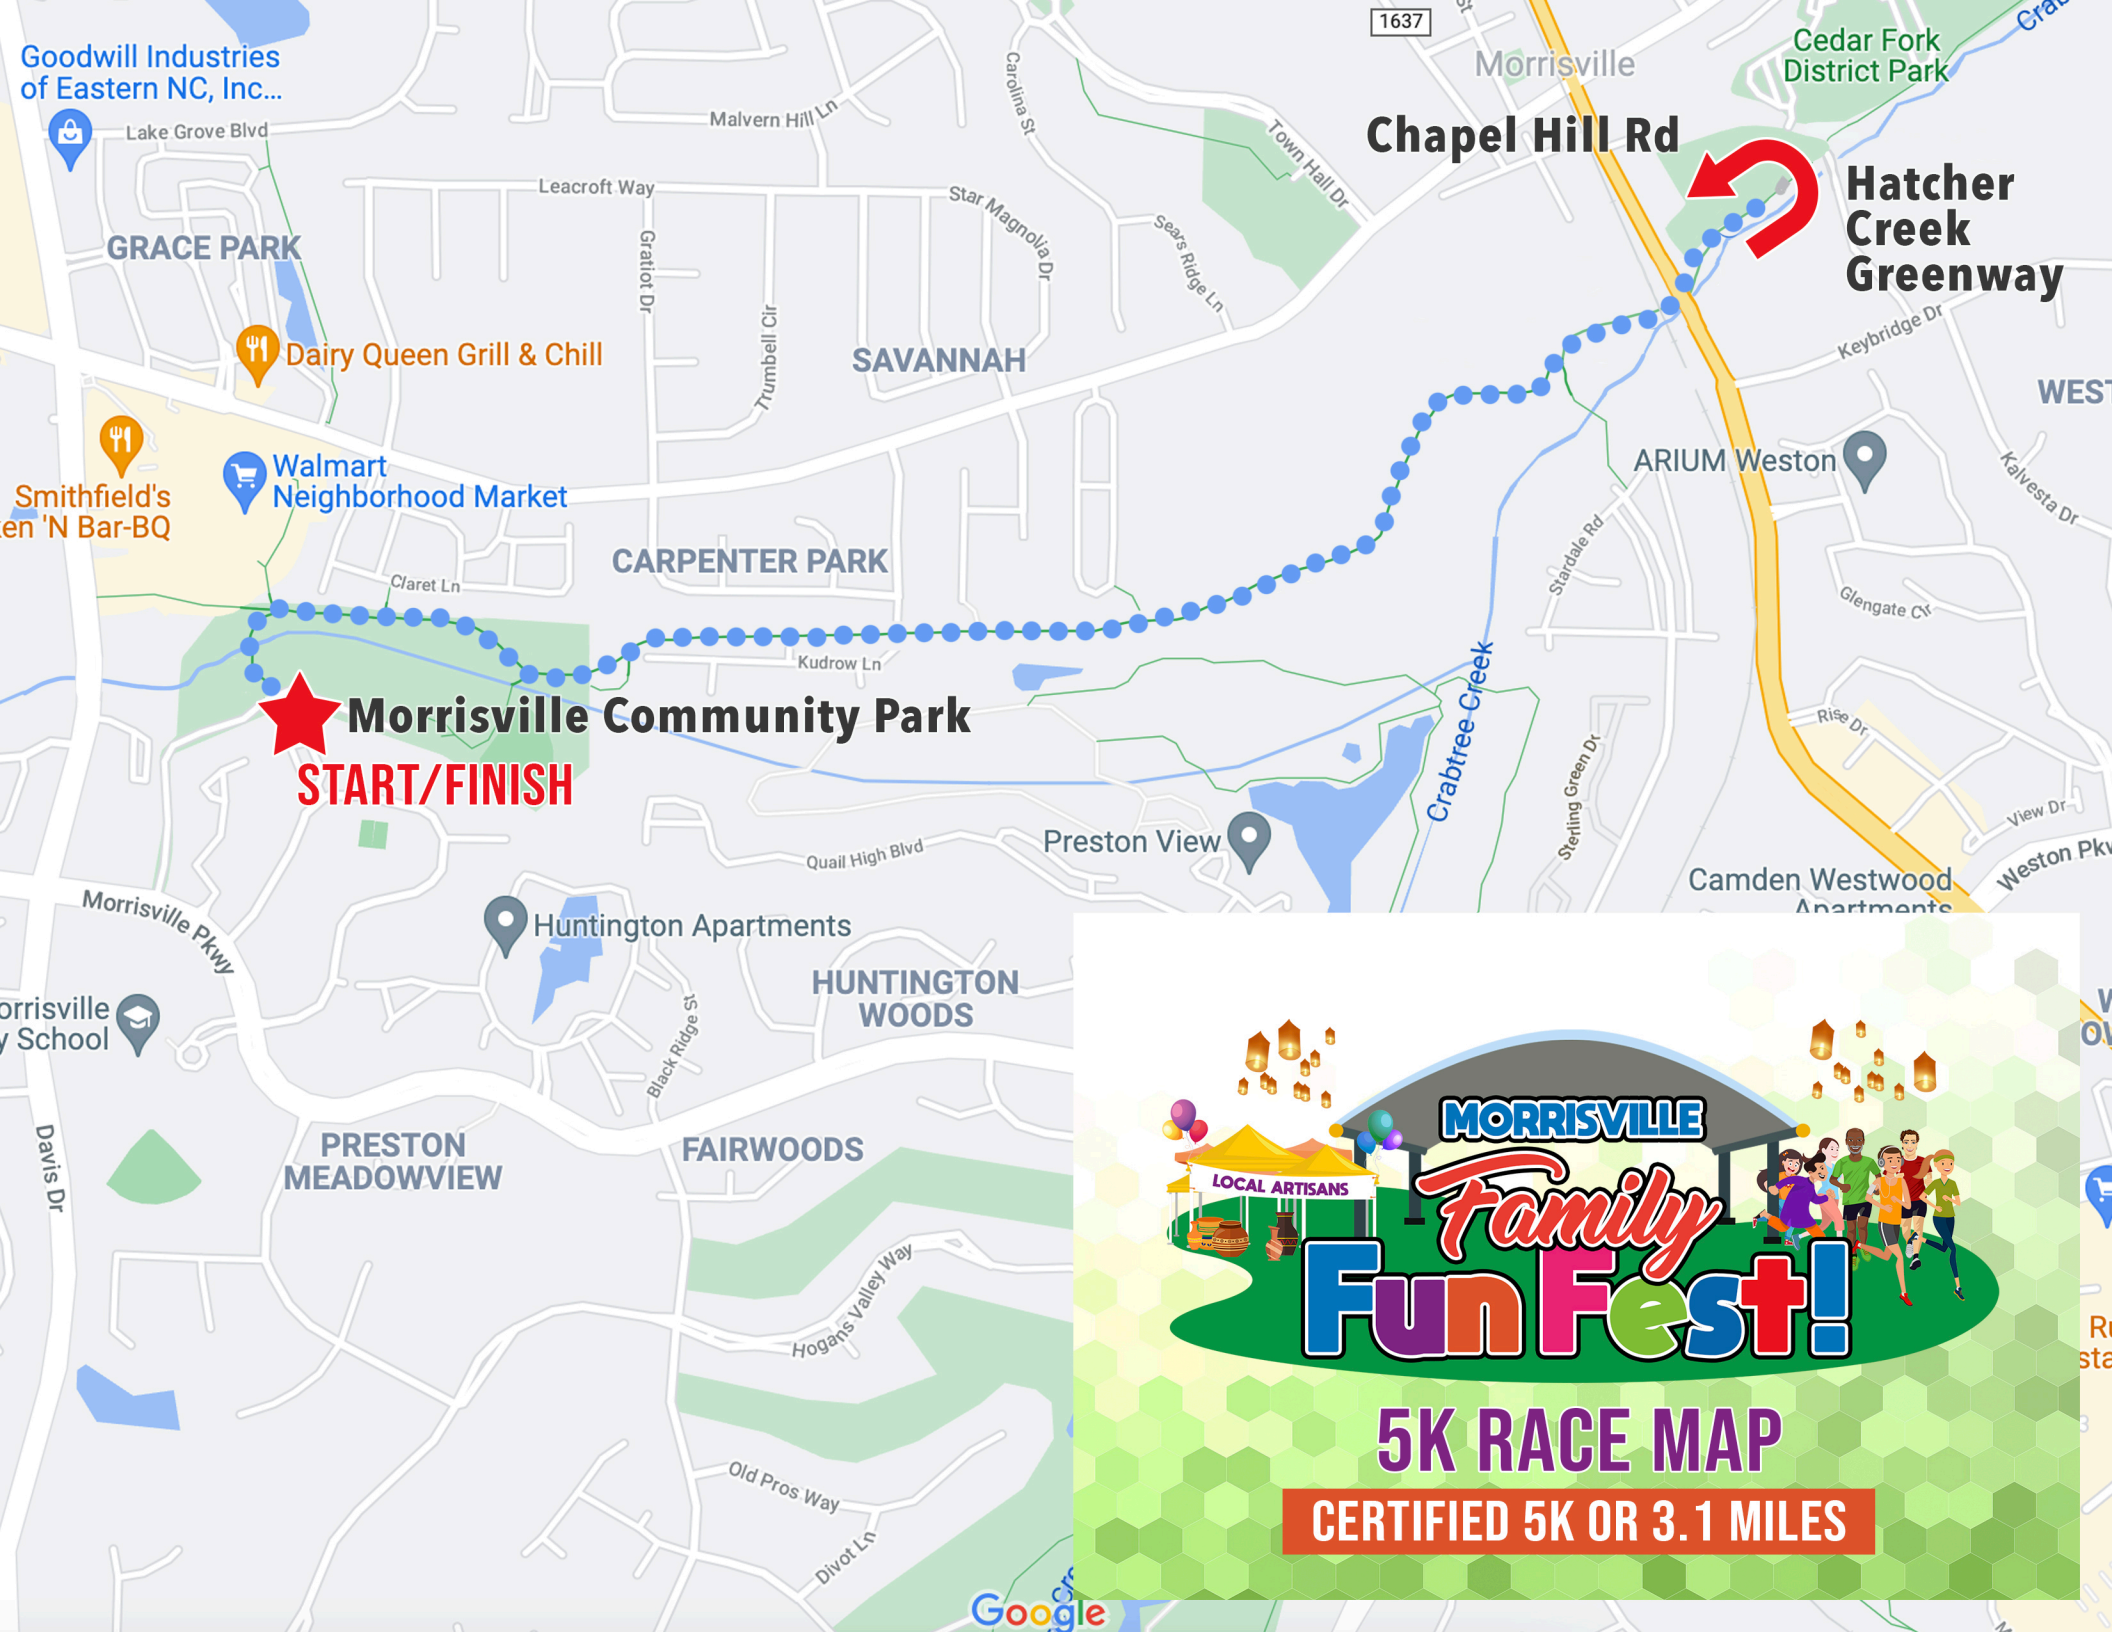 1637
Morrisville
Cedar Fork
District Park
Goodwill Industries
of Eastern NC, Inc...
Lake Grove Blvd
Malvern Hill Ln
Carolina St
Town Hall Dr
Chapel Hill Rd
Hatcher
Creek
Greenway
Leacroft Way
Star Magnolia Dr
Sears Ridge Ln
GRACE PARK
Gratiot Dr
Trumbell Cir
Dairy Queen Grill & Chill
SAVANNAH
Keybridge Dr
WEST
Smithfield's
ken 'N Bar-BQ
Walmart
Neighborhood Market
ARIUM Weston
Kalvesta Dr
Stardale Rd
CARPENTER PARK
Claret Ln
Glengate Cir
Kudrow Ln
Crabtree Creek
Morrisville Community Park
START/FINISH
Rise Dr
Sterling Green Dr
View Dr
Weston Pkw
Preston View
Quail High Blvd
Camden Westwood
Apartments
Morrisville Pkwy
Huntington Apartments
HUNTINGTON
WOODS
orrisville
y School
Black Ridge St
Davis Dr
PRESTON
MEADOWVIEW
FAIRWOODS
Hogans Valley Way
Old Pros Way
Divot Ln
Google
LOCAL ARTISANS
MORRISVILLE
Family
Fun Fest!
5K RACE MAP
CERTIFIED 5K OR 3.1 MILES